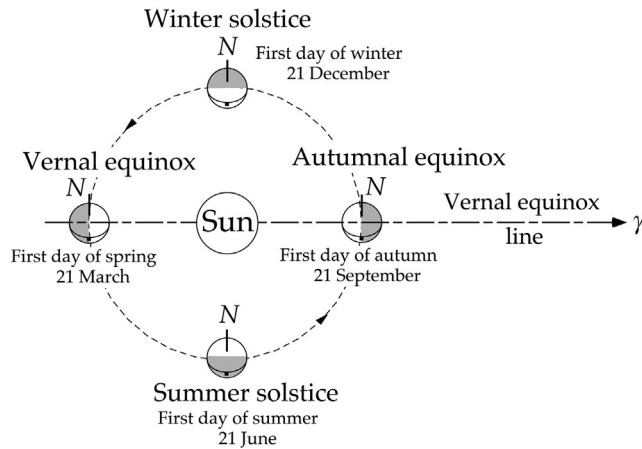 Winter solstice
N
First day of winter
21 December
Vernal equinox
N
First day of spring
21 March
Sun
Autumnal equinox
N
First day of autumn
21 September
Vernal equinox
line
γ
N
Summer solstice
First day of summer
21 June